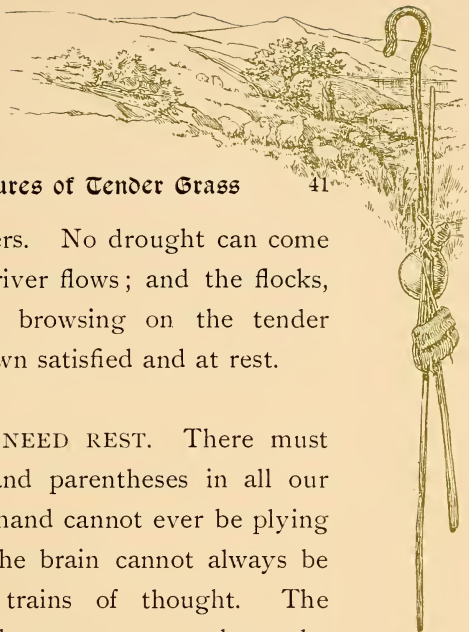 ures of Tender Grass 41
ers. No drought can come
river flows; and the flocks,
browsing on the tender
wn satisfied and at rest.
NEED REST. There must
and parentheses in all our
hand cannot ever be plying
he brain cannot always be
trains of thought. The